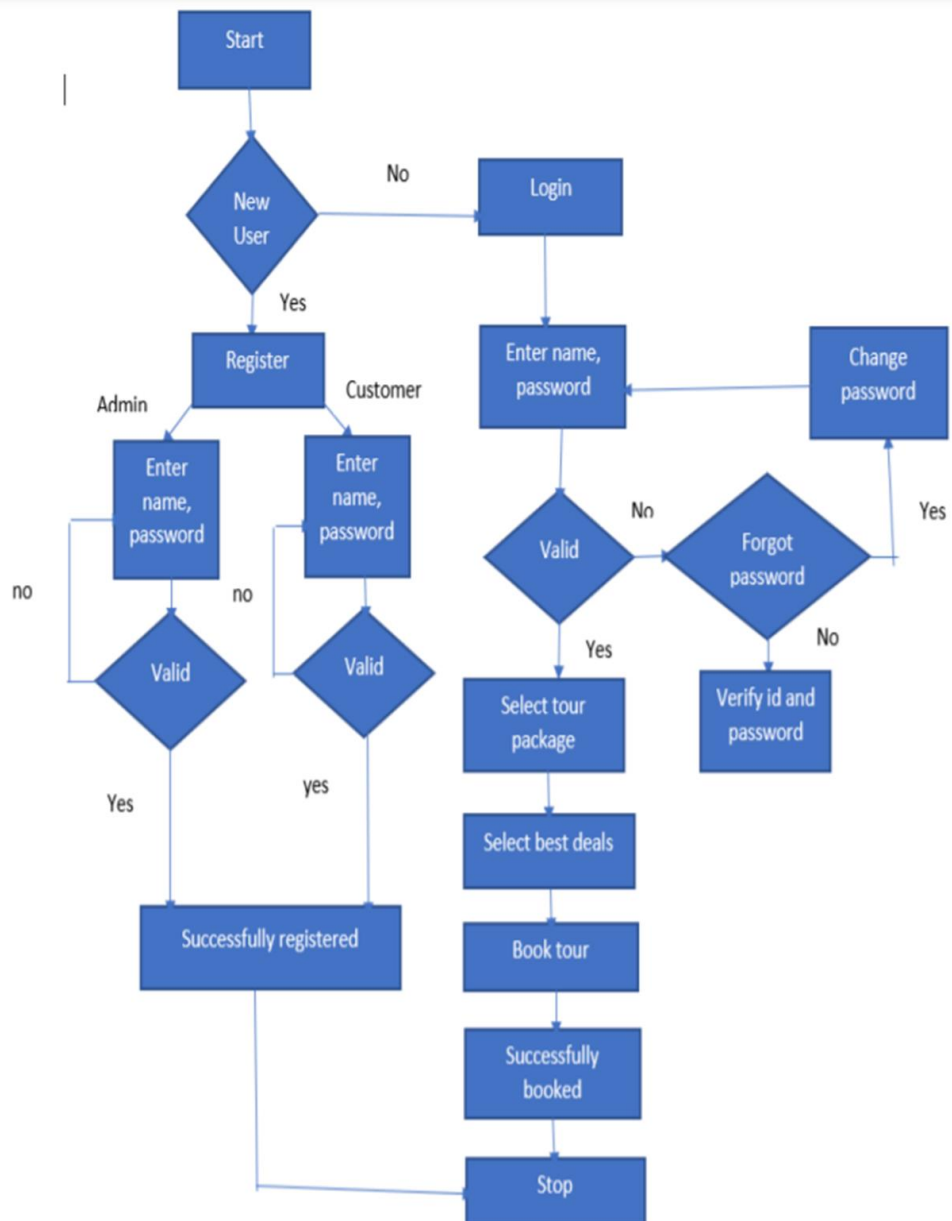 Start
New
User
No
Login
Yes
Register
Admin
Customer
Enter name,
password
Change
password
Enter
name,
password
Enter
name,
password
no
no
Valid
Valid
Valid
No
Forgot
password
Yes
No
Yes
Verify id and
password
Select tour
package
Yes
yes
Select best deals
Successfully registered
Book tour
Successfully
booked
Stop